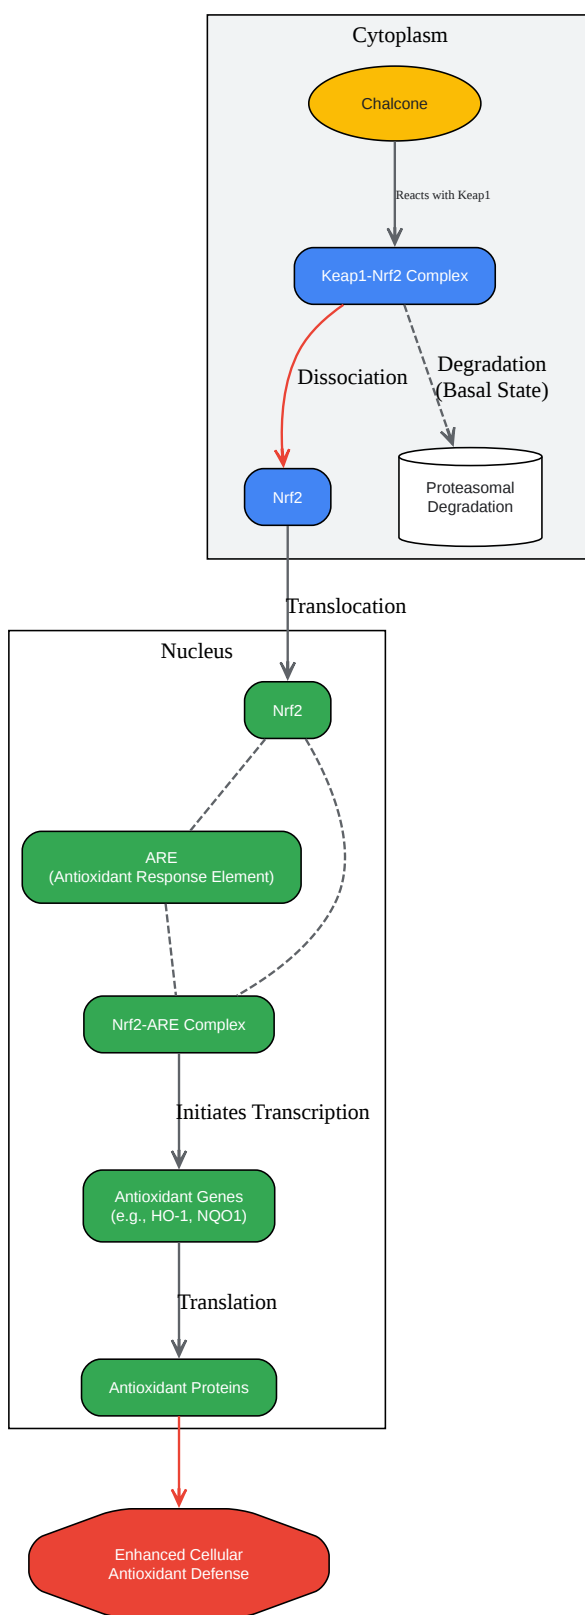 Cytoplasm
Chalcone
Reacts with Keap1
Keap1-Nrf2 Complex
Dissociation
Degradation
(Basal State)
Nrf2
Proteasomal
Degradation
Translocation
Nucleus
Nrf2
ARE
(Antioxidant Response Element)
Nrf2-ARE Complex
Initiates Transcription
Antioxidant Genes
(e.g., HO-1, NQO1)
Translation
Antioxidant Proteins
Enhanced Cellular
Antioxidant Defense